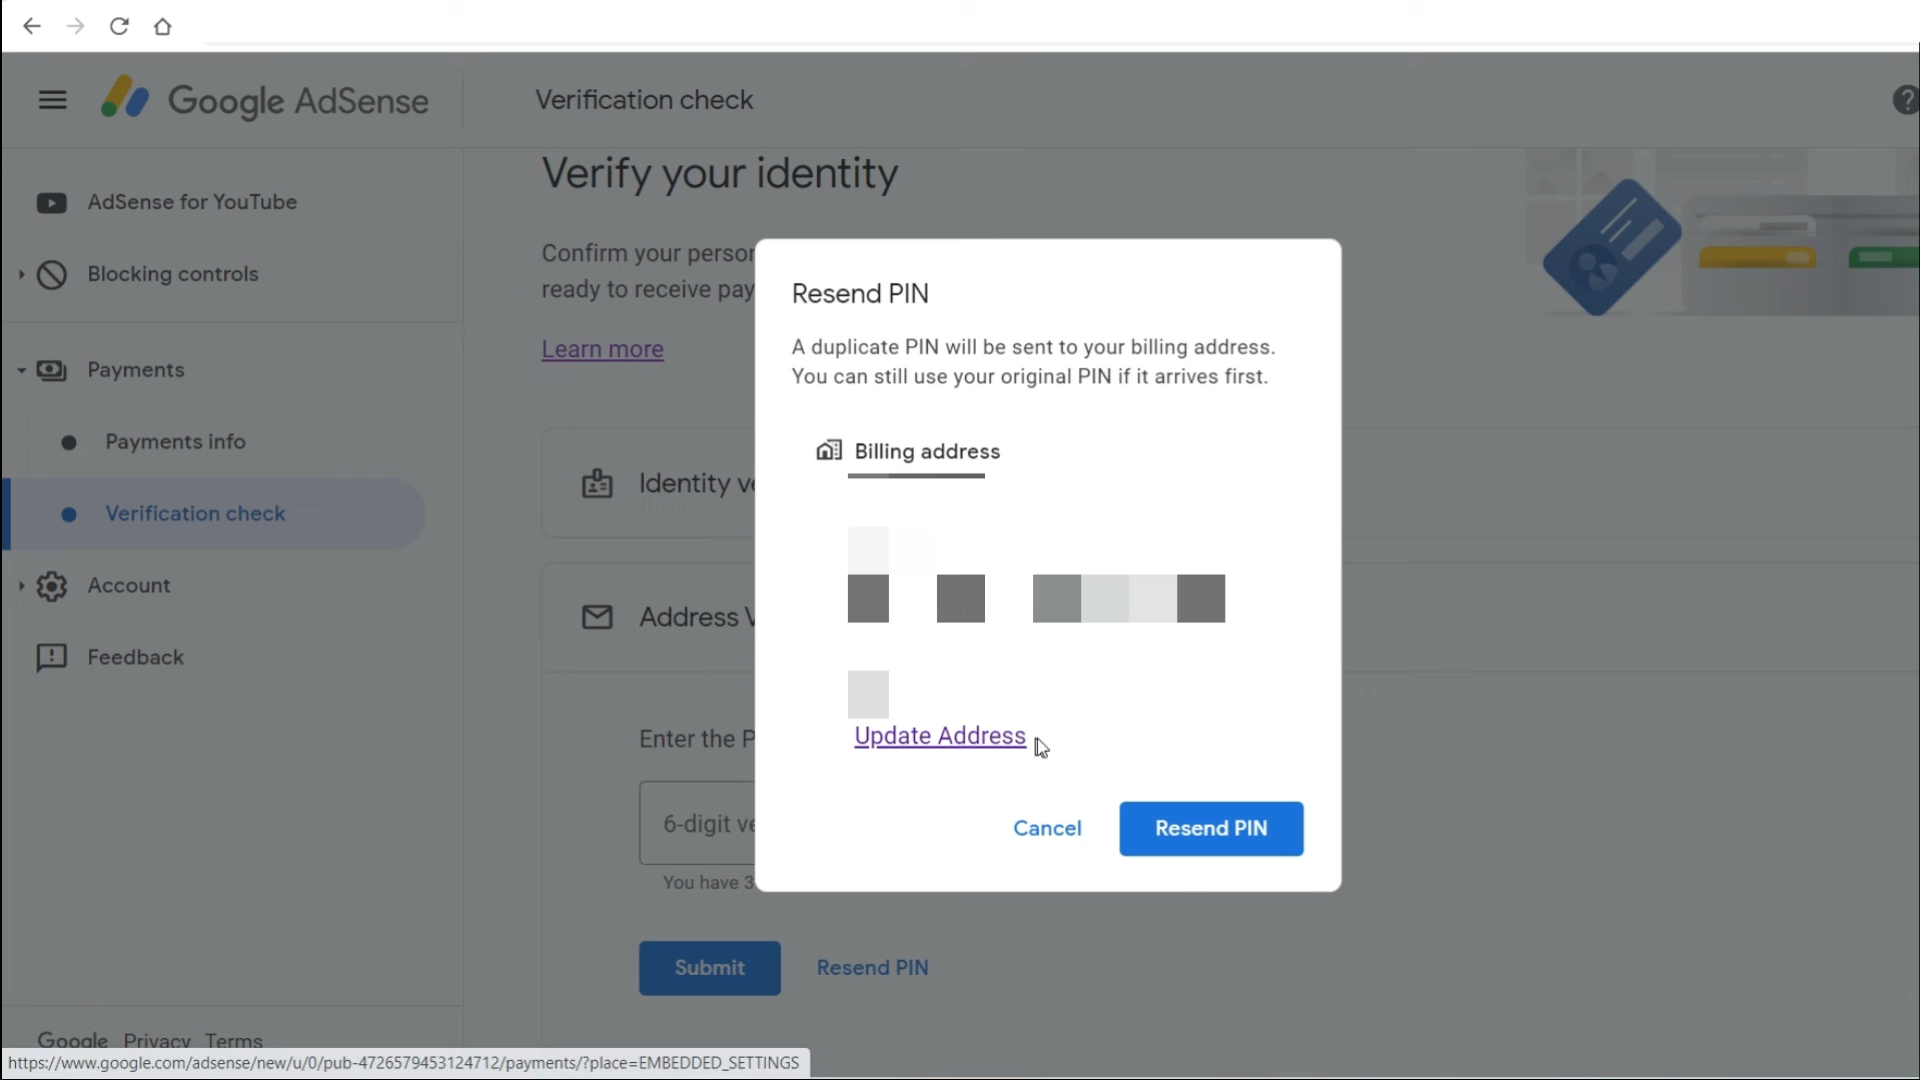 Google AdSense
Verification check
AdSense for YouTube
Blocking controls
Payments
Payments info
Verification check
Account
Feedback
Google Privacy Terms
https://www.google.com/adsense/new/u/0/pub-4726579453124712/payments/?place=EMBEDDED_SETTINGS
Verify your identity
Confirm your person
ready to receive pay
Learn more
Identity ve
Address V
Enter the P
6-digit ve
You have 3
Submit
Resend PIN
Resend PIN
A duplicate PIN will be sent to your billing address.
You can still use your original PIN if it arrives first.
Billing address
Update Address
Cancel
Resend PIN